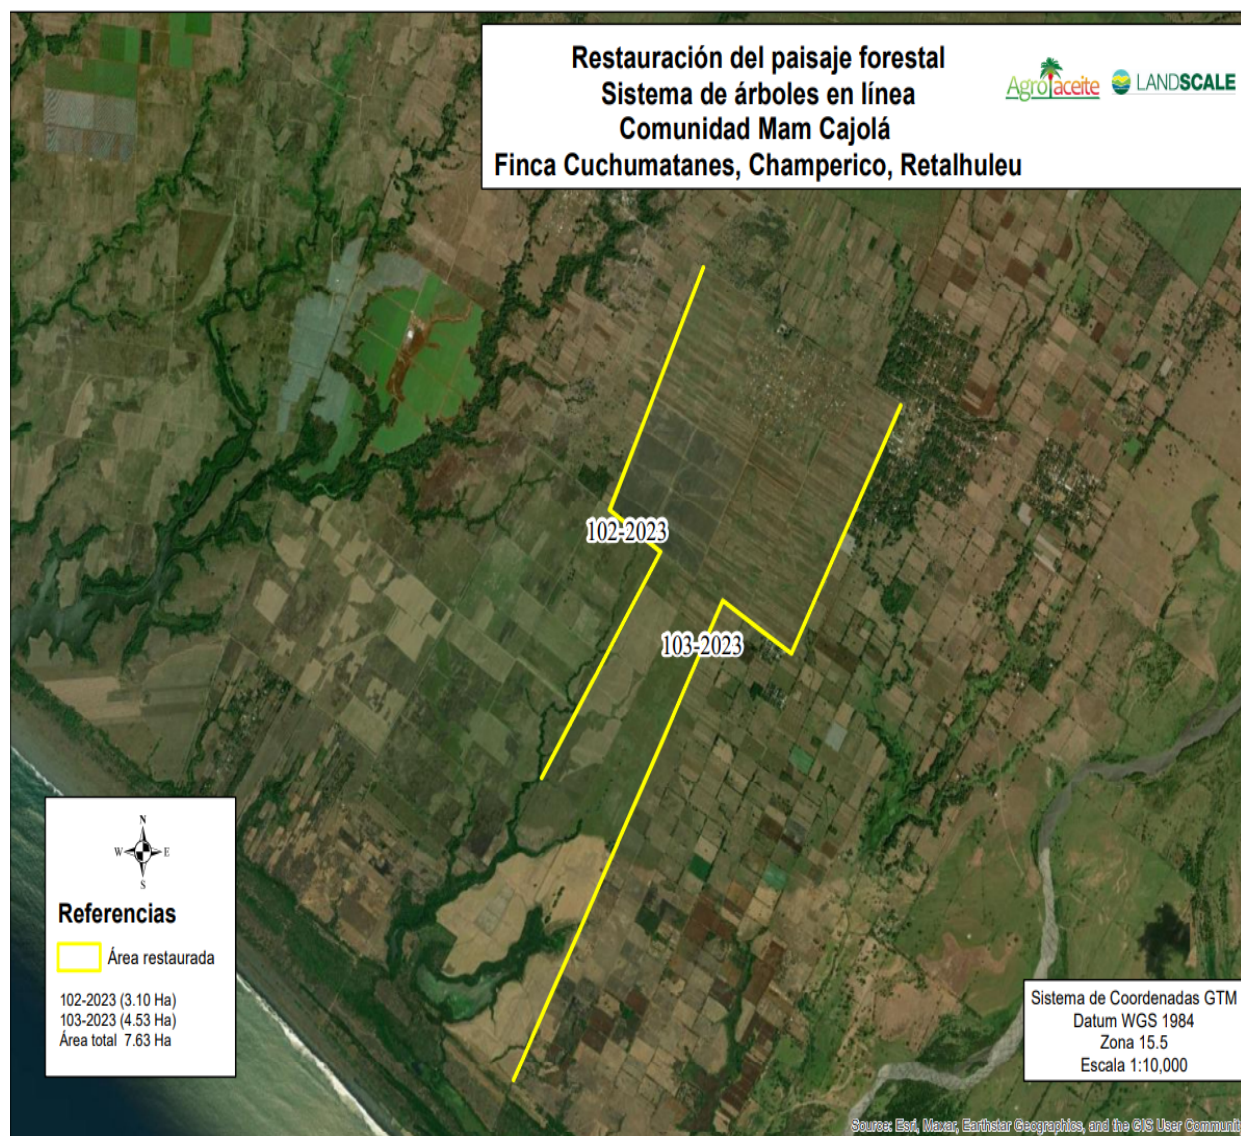 Restauración del paisaje forestal
Sistema de árboles en línea
Comunidad Mam Cajolá
Finca Cuchumatanes, Champerico, Retalhuleu
Agroaceite
LANDSCALE
102-2023
103-2023
N
W E
S
Referencias
Área restaurada
102-2023 (3.10 Ha)
103-2023 (4.53 Ha)
Área total 7.63 Ha
Sistema de Coordenadas GTM
Datum WGS 1984
Zona 15.5
Escala 1:10,000
Source: Esri, Maxar, Earthstar Geographics, and the GIS User Communit